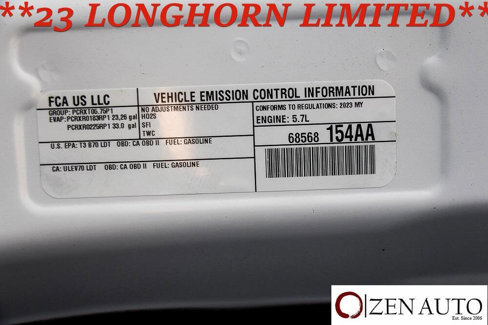 **23 LONGHORN LIMITED**
FCA US LLC
VEHICLE EMISSION CONTROL INFORMATION
GROUP: PCRXT05.75P1
EVAP: PCRXR0183RP1 23,26 gal
PCRXR0225RP1 33.0 gal
NO ADJUSTMENTS NEEDED
HO2S
SFI
TWC
CONFORMS TO REGULATIONS: 2023 MY
ENGINE: 5.7L
68568 154AA
U.S. EPA: T3 B70 LDT OBD: CA OBD II FUEL: GASOLINE
CA: ULEV70 LDT OBD: CA OBD II FUEL: GASOLINE
ZEN AUTO
Est. Since 2006